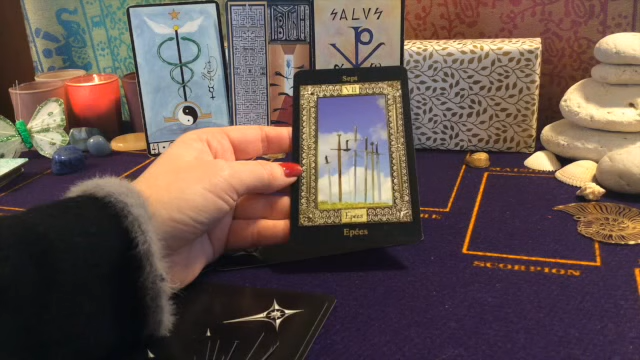 SALVS
Sept
VII
Epées
Epées
SCORPION